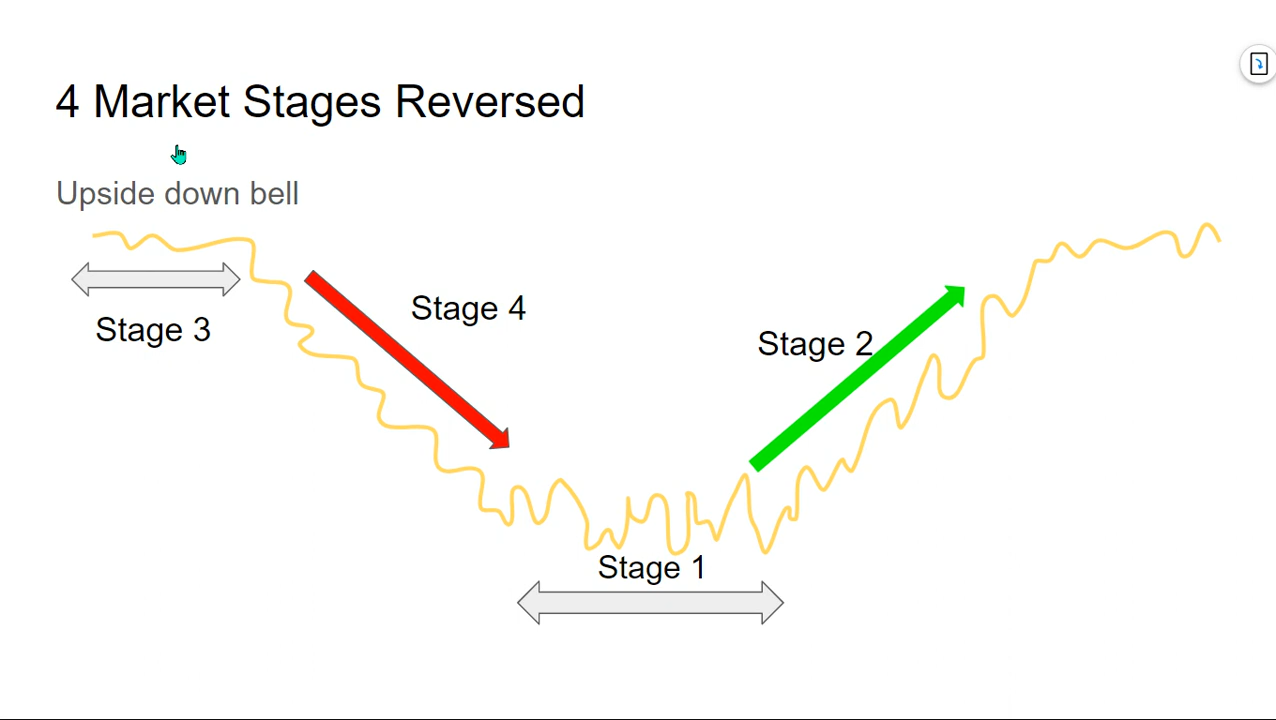 4 Market Stages Reversed
Upside down bell
Stage 4
Stage 3
Stage 2
Stage 1